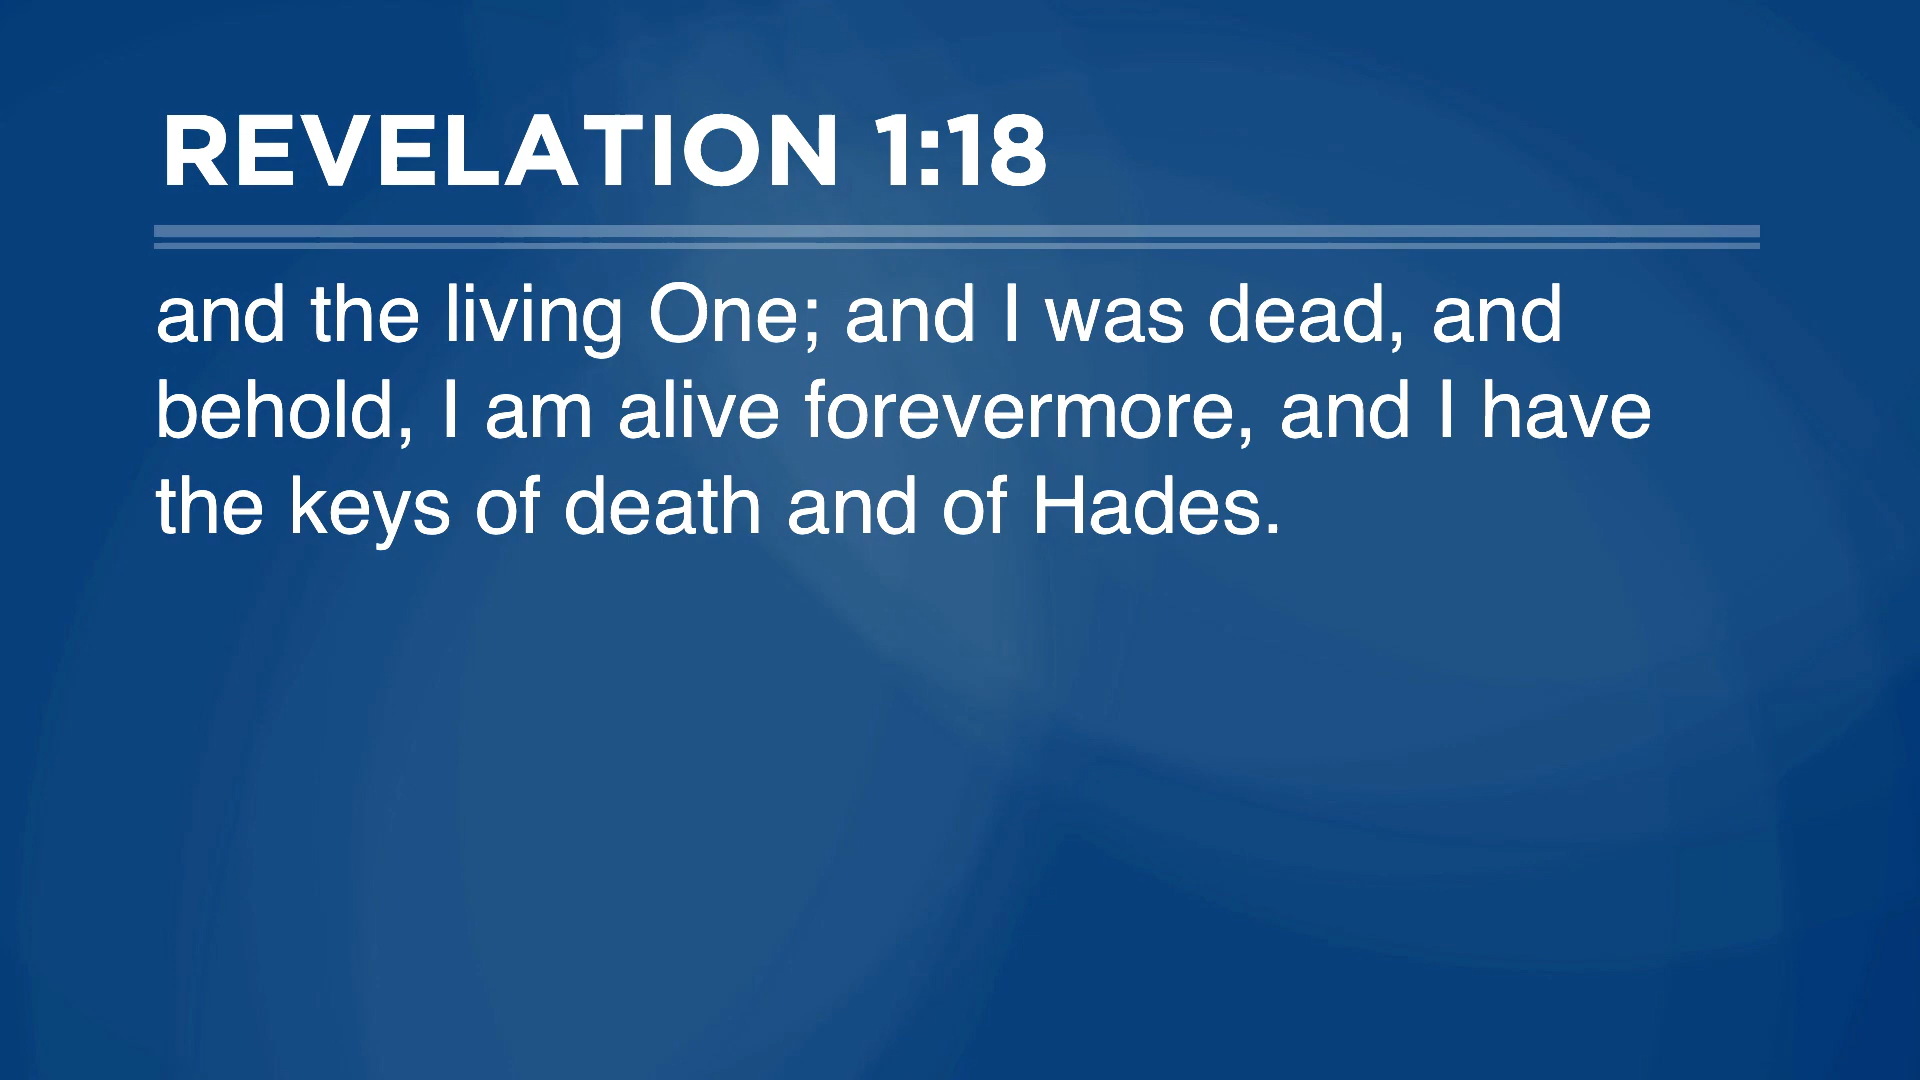 REVELATION 1:18
and the living One; and I was dead, and
behold, I am alive forevermore, and I have
the keys of death and of Hades.